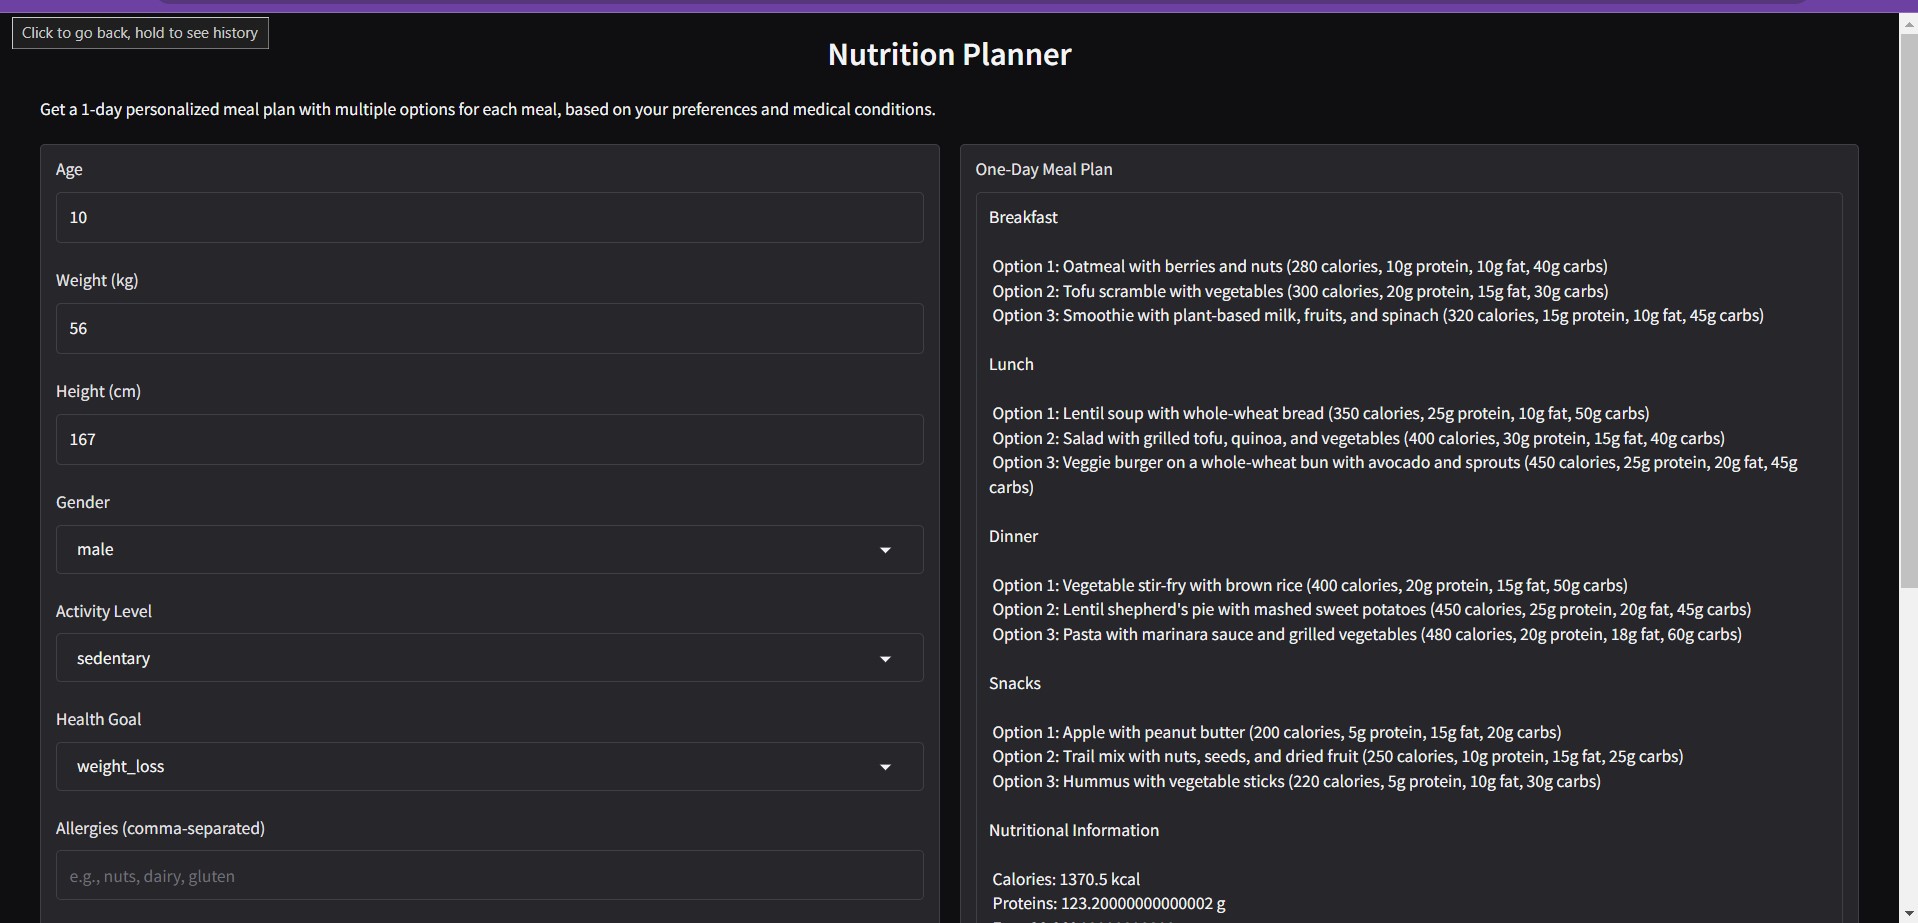 Click to go back, hold to see history
Nutrition Planner
Get a 1-day personalized meal plan with multiple options for each meal, based on your preferences and medical conditions.
Age
10
Weight (kg)
56
Height (cm)
167
Gender
male
Activity Level
sedentary
Health Goal
weight_loss
Allergies (comma-separated)
e.g., nuts, dairy, gluten
One-Day Meal Plan
Breakfast
Option 1: Oatmeal with berries and nuts (280 calories, 10g protein, 10g fat, 40g carbs)
Option 2: Tofu scramble with vegetables (300 calories, 20g protein, 15g fat, 30g carbs)
Option 3: Smoothie with plant-based milk, fruits, and spinach (320 calories, 15g protein, 10g fat, 45g carbs)
Lunch
Option 1: Lentil soup with whole-wheat bread (350 calories, 25g protein, 10g fat, 50g carbs)
Option 2: Salad with grilled tofu, quinoa, and vegetables (400 calories, 30g protein, 15g fat, 40g carbs)
Option 3: Veggie burger on a whole-wheat bun with avocado and sprouts (450 calories, 25g protein, 20g fat, 45g
carbs)
Dinner
Option 1: Vegetable stir-fry with brown rice (400 calories, 20g protein, 15g fat, 50g carbs)
Option 2: Lentil shepherd's pie with mashed sweet potatoes (450 calories, 25g protein, 20g fat, 45g carbs)
Option 3: Pasta with marinara sauce and grilled vegetables (480 calories, 20g protein, 18g fat, 60g carbs)
Snacks
Option 1: Apple with peanut butter (200 calories, 5g protein, 15g fat, 20g carbs)
Option 2: Trail mix with nuts, seeds, and dried fruit (250 calories, 10g protein, 15g fat, 25g carbs)
Option 3: Hummus with vegetable sticks (220 calories, 5g protein, 10g fat, 30g carbs)
Nutritional Information
Calories: 1370.5 kcal
Proteins: 123.20000000000002 g